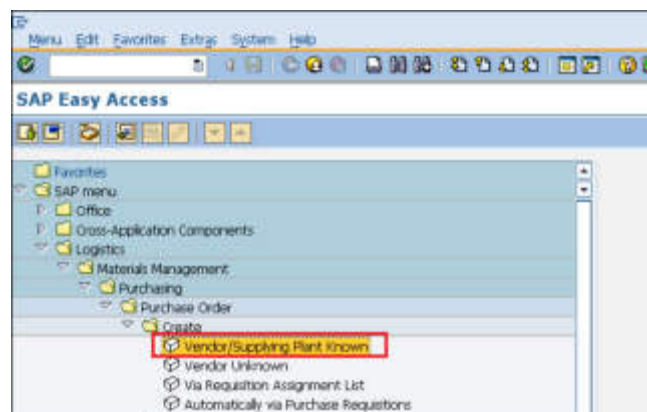 Menu Edit Favorites Extras System Help
SAP Easy Access
Favorites
SAP menu
Office
Cross-Application Components
Logistics
Materials Management
Purchasing
Purchase Order
Create
Vendor/Supplying Plant Known
Vendor Unknown
Via Requisition Assignment List
Automatically via Purchase Requisitions